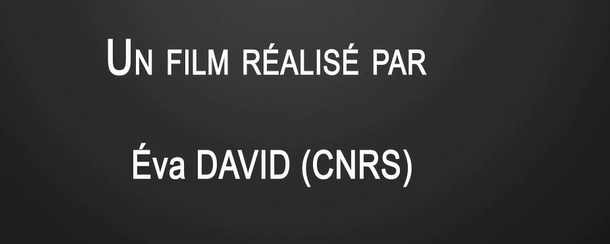 UN FILM RÉALISÉ PAR
Éva DAVID (CNRS)